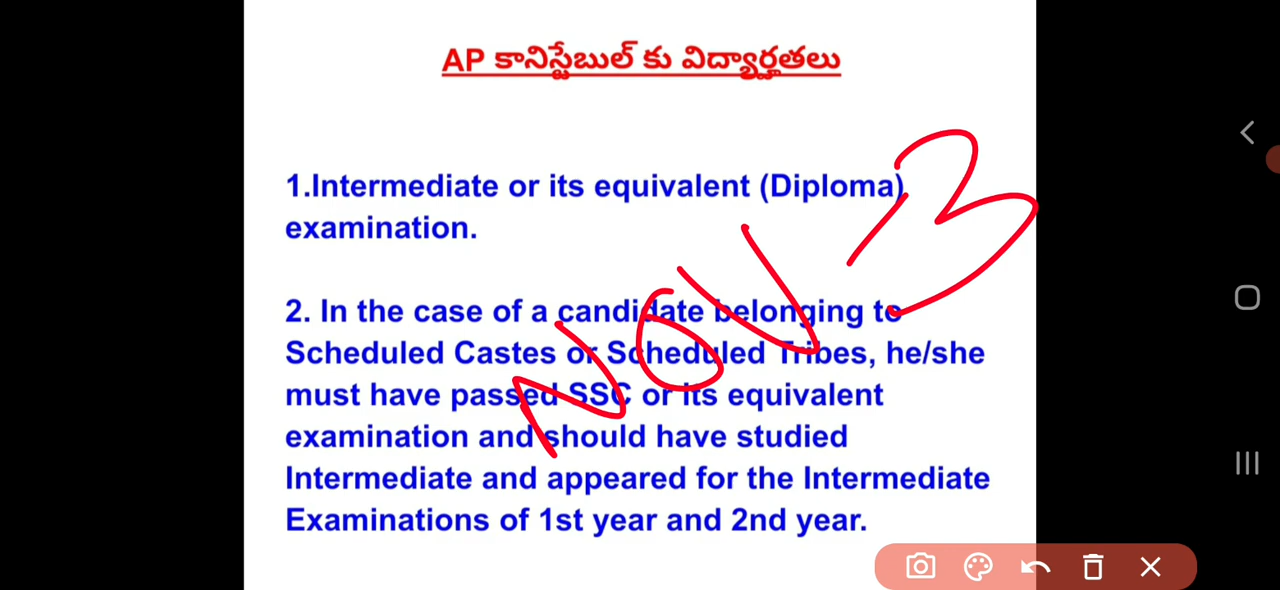 AP కానిస్టేబుల్ కు విద్యార్హతలు
1.Intermediate or its equivalent (Diploma)
examination.
2. In the case of a candidate belonging to
Scheduled Castes or Scheduled Tribes, he/she
must have passed SSC or its equivalent
examination and should have studied
Intermediate and appeared for the Intermediate
Examinations of 1st year and 2nd year.
NOV-3